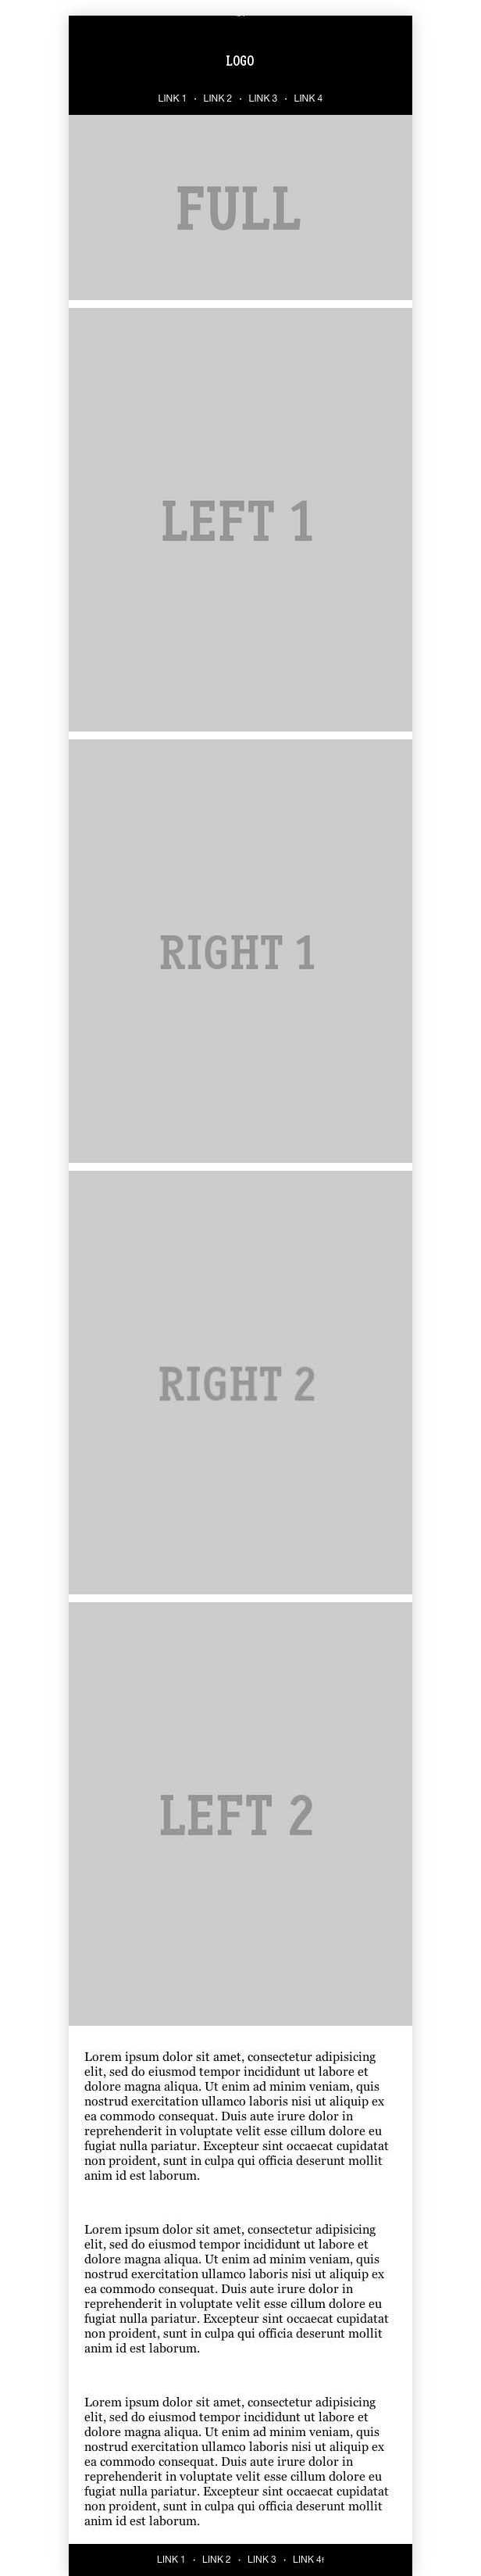 LOGO
LINK 1 · LINK 2 · LINK 3 · LINK 4
FULL
LEFT 1
RIGHT 1
RIGHT 2
LEFT 2
Lorem ipsum dolor sit amet, consectetur adipisicing
elit, sed do eiusmod tempor incididunt ut labore et
dolore magna aliqua. Ut enim ad minim veniam, quis
nostrud exercitation ullamco laboris nisi ut aliquip ex
ea commodo consequat. Duis aute irure dolor in
reprehenderit in voluptate velit esse cillum dolore eu
fugiat nulla pariatur. Excepteur sint occaecat cupidatat
non proident, sunt in culpa qui officia deserunt mollit
anim id est laborum.
Lorem ipsum dolor sit amet, consectetur adipisicing
elit, sed do eiusmod tempor incididunt ut labore et
dolore magna aliqua. Ut enim ad minim veniam, quis
nostrud exercitation ullamco laboris nisi ut aliquip ex
ea commodo consequat. Duis aute irure dolor in
reprehenderit in voluptate velit esse cillum dolore eu
fugiat nulla pariatur. Excepteur sint occaecat cupidatat
non proident, sunt in culpa qui officia deserunt mollit
anim id est laborum.
Lorem ipsum dolor sit amet, consectetur adipisicing
elit, sed do eiusmod tempor incididunt ut labore et
dolore magna aliqua. Ut enim ad minim veniam, quis
nostrud exercitation ullamco laboris nisi ut aliquip ex
ea commodo consequat. Duis aute irure dolor in
reprehenderit in voluptate velit esse cillum dolore eu
fugiat nulla pariatur. Excepteur sint occaecat cupidatat
non proident, sunt in culpa qui officia deserunt mollit
anim id est laborum.
LINK 1 · LINK 2 · LINK 3 · LINK 4